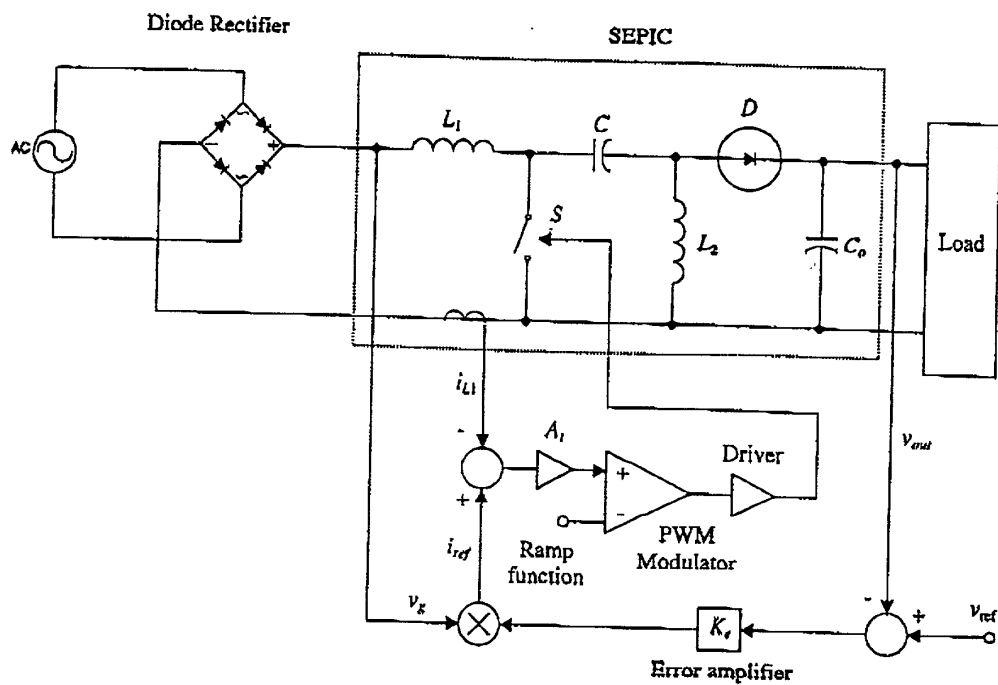 Diode Rectifier
SEPIC
AC
L1
C
D
S
L2
Co
Load
iL1
-
A1
+
iref
+
-
Ramp
function
PWM
Modulator
Driver
vout
vg
Ke
Error amplifier
-
+
vref